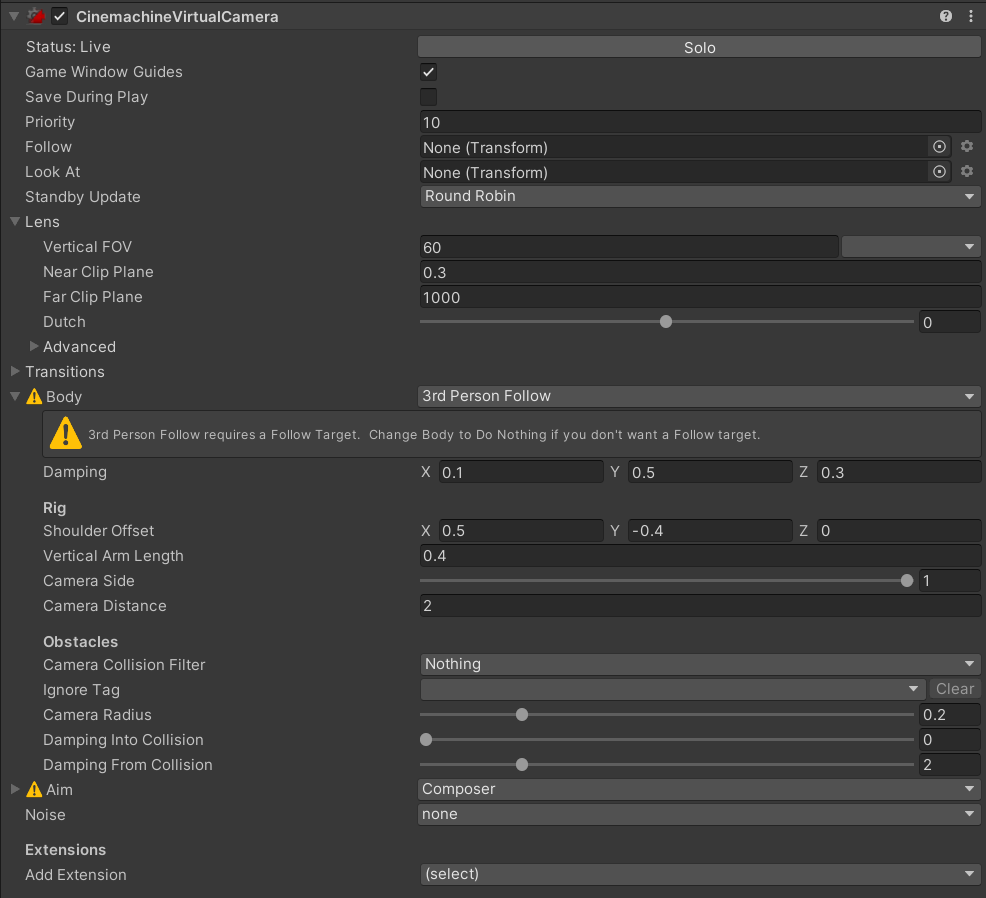 CinemachineVirtualCamera
Status: Live Solo
Game Window Guides
Save During Play
Priority 10
Follow None (Transform)
Look At None (Transform)
Standby Update Round Robin
Lens
Vertical FOV 60
Near Clip Plane 0.3
Far Clip Plane 1000
Dutch 0
Advanced
Transitions
Body 3rd Person Follow
3rd Person Follow requires a Follow Target.  Change Body to Do Nothing if you don't want a Follow target.
Damping X 0.1 Y 0.5 Z 0.3
Rig
Shoulder Offset X 0.5 Y -0.4 Z 0
Vertical Arm Length 0.4
Camera Side 1
Camera Distance 2
Obstacles
Camera Collision Filter Nothing
Ignore Tag Clear
Camera Radius 0.2
Damping Into Collision 0
Damping From Collision 2
Aim Composer
Noise none
Extensions
Add Extension (select)